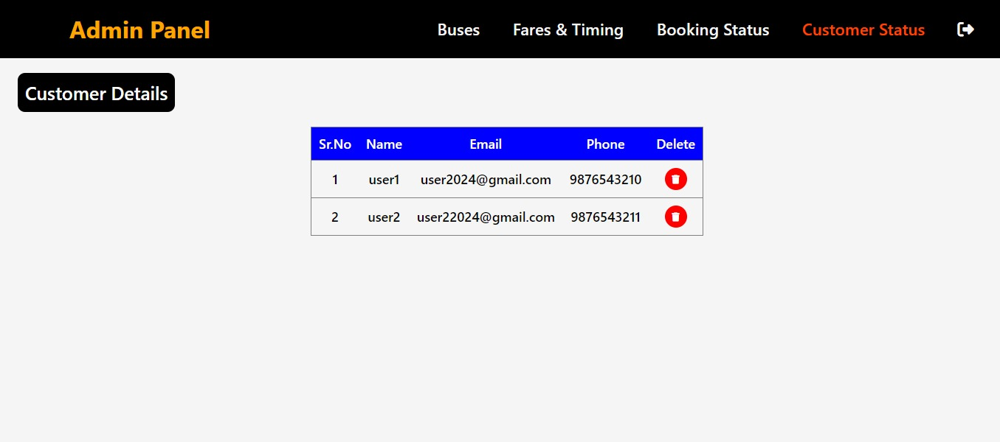 Admin Panel Buses Fares & Timing Booking Status Customer Status
Customer Details
Sr.No Name Email Phone Delete
1 user1 user2024@gmail.com 9876543210
2 user2 user22024@gmail.com 9876543211